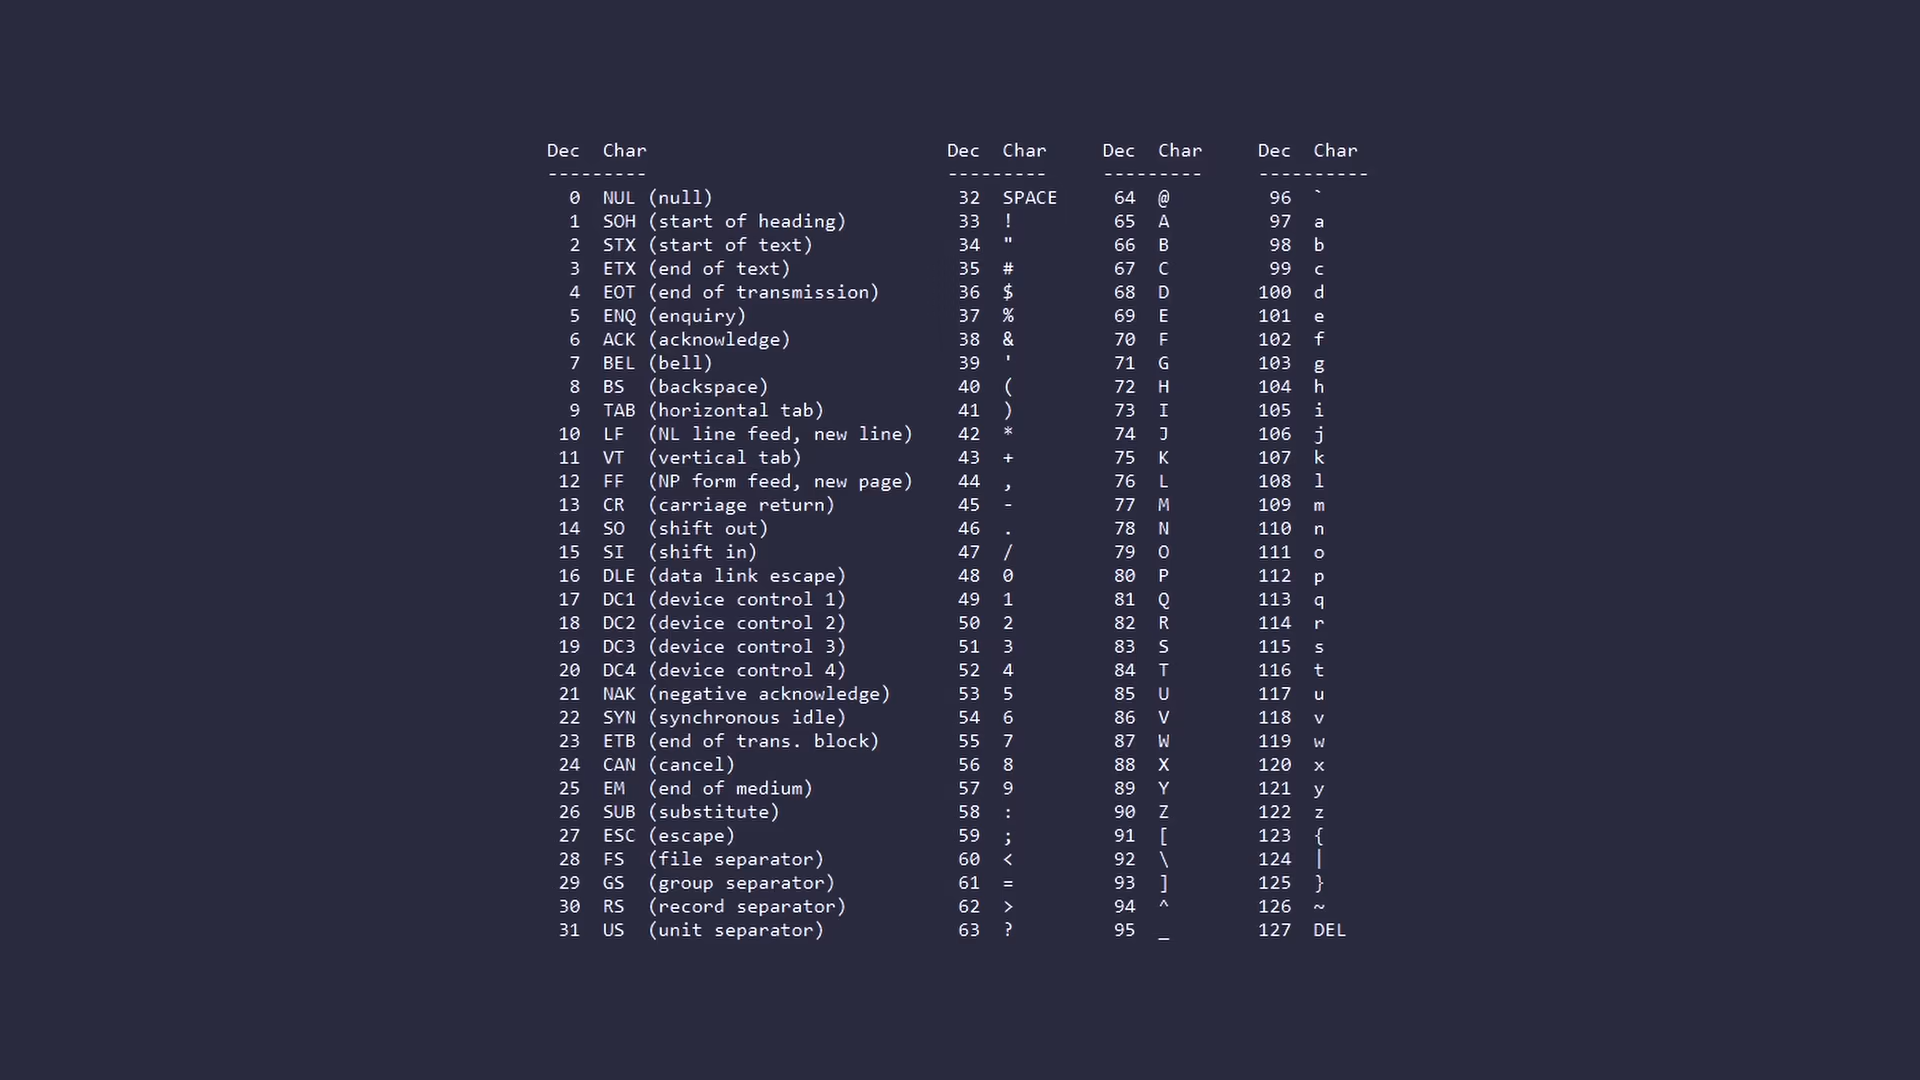 Dec  Char                           Dec  Char     Dec  Char     Dec  Char
---------                           ---------     ---------     ----------
  0  NUL (null)                      32  SPACE     64  @         96  `
  1  SOH (start of heading)          33  !         65  A         97  a
  2  STX (start of text)             34  "         66  B         98  b
  3  ETX (end of text)               35  #         67  C         99  c
  4  EOT (end of transmission)       36  $         68  D        100  d
  5  ENQ (enquiry)                   37  %         69  E        101  e
  6  ACK (acknowledge)               38  &         70  F        102  f
  7  BEL (bell)                      39  '         71  G        103  g
  8  BS  (backspace)                 40  (         72  H        104  h
  9  TAB (horizontal tab)            41  )         73  I        105  i
 10  LF  (NL line feed, new line)    42  *         74  J        106  j
 11  VT  (vertical tab)              43  +         75  K        107  k
 12  FF  (NP form feed, new page)    44  ,         76  L        108  l
 13  CR  (carriage return)           45  -         77  M        109  m
 14  SO  (shift out)                 46  .         78  N        110  n
 15  SI  (shift in)                  47  /         79  O        111  o
 16  DLE (data link escape)          48  0         80  P        112  p
 17  DC1 (device control 1)          49  1         81  Q        113  q
 18  DC2 (device control 2)          50  2         82  R        114  r
 19  DC3 (device control 3)          51  3         83  S        115  s
 20  DC4 (device control 4)          52  4         84  T        116  t
 21  NAK (negative acknowledge)      53  5         85  U        117  u
 22  SYN (synchronous idle)          54  6         86  V        118  v
 23  ETB (end of trans. block)       55  7         87  W        119  w
 24  CAN (cancel)                    56  8         88  X        120  x
 25  EM  (end of medium)             57  9         89  Y        121  y
 26  SUB (substitute)                58  :         90  Z        122  z
 27  ESC (escape)                    59  ;         91  [        123  {
 28  FS  (file separator)            60  <         92  \        124  |
 29  GS  (group separator)           61  =         93  ]        125  }
 30  RS  (record separator)          62  >         94  ^        126  ~
 31  US  (unit separator)            63  ?         95  _        127  DEL